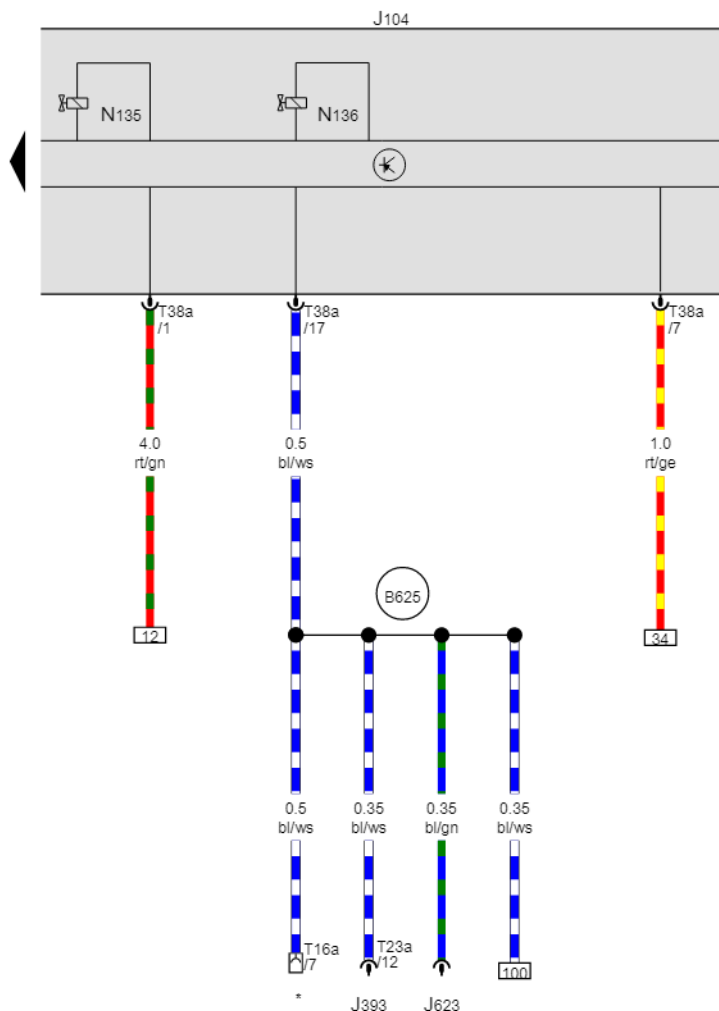 J104
N135
N136
T38a
/1
T38a
/17
T38a
/7
4.0
rt/gn
0.5
bl/ws
1.0
rt/ge
B625
12
34
0.5
bl/ws
0.35
bl/ws
0.35
bl/gn
0.35
bl/ws
T16a
/7
T23a
/12
100
*
J393
J623